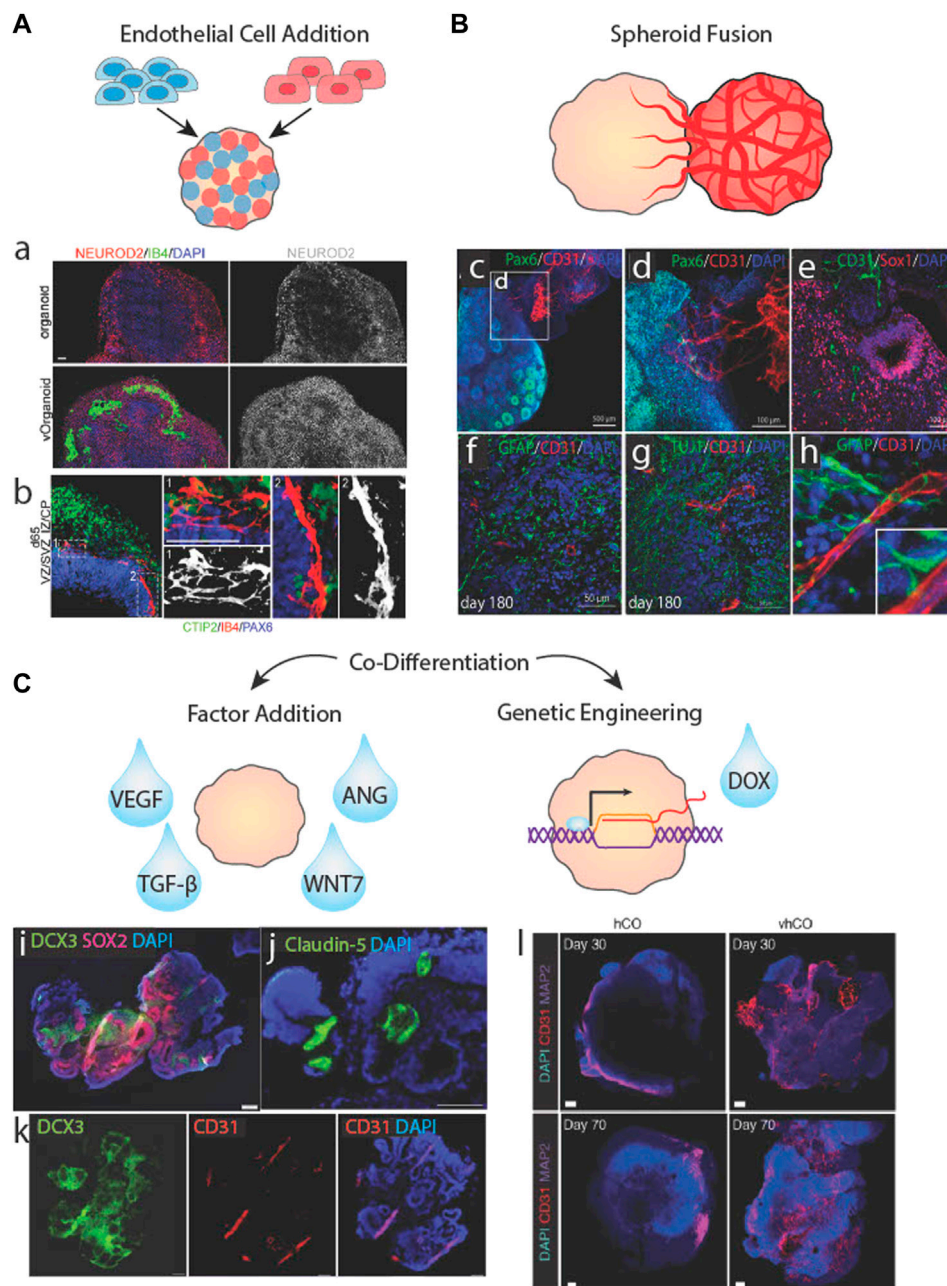 A
Endothelial Cell Addition
B
Spheroid Fusion
a
NEUROD2/IB4/DAPI
NEUROD2
organoid
vOrganoid
b
d65
VZ/SVZ IZ/CP
1
2
1
2
2
1
CTIP2/IB4/PAX6
c
Pax6/CD31/
d
500 µm
d
Pax6/CD31/DAPI
100 µm
e
CD31/Sox1/DAPI
100
f
GFAP/CD31/DAPI
day 180
50 µm
g
TUJ1/CD31/DAPI
day 180
h
GFAP/CD31/DAPI
C
Co-Differentiation
Factor Addition
Genetic Engineering
VEGF
ANG
TGF-β
WNT7
DOX
i
DCX3 SOX2 DAPI
j
Claudin-5 DAPI
k
DCX3
CD31
CD31 DAPI
l
hCO
vhCO
DAPI CD31 MAP2
Day 30
Day 30
DAPI CD31 MAP2
Day 70
Day 70